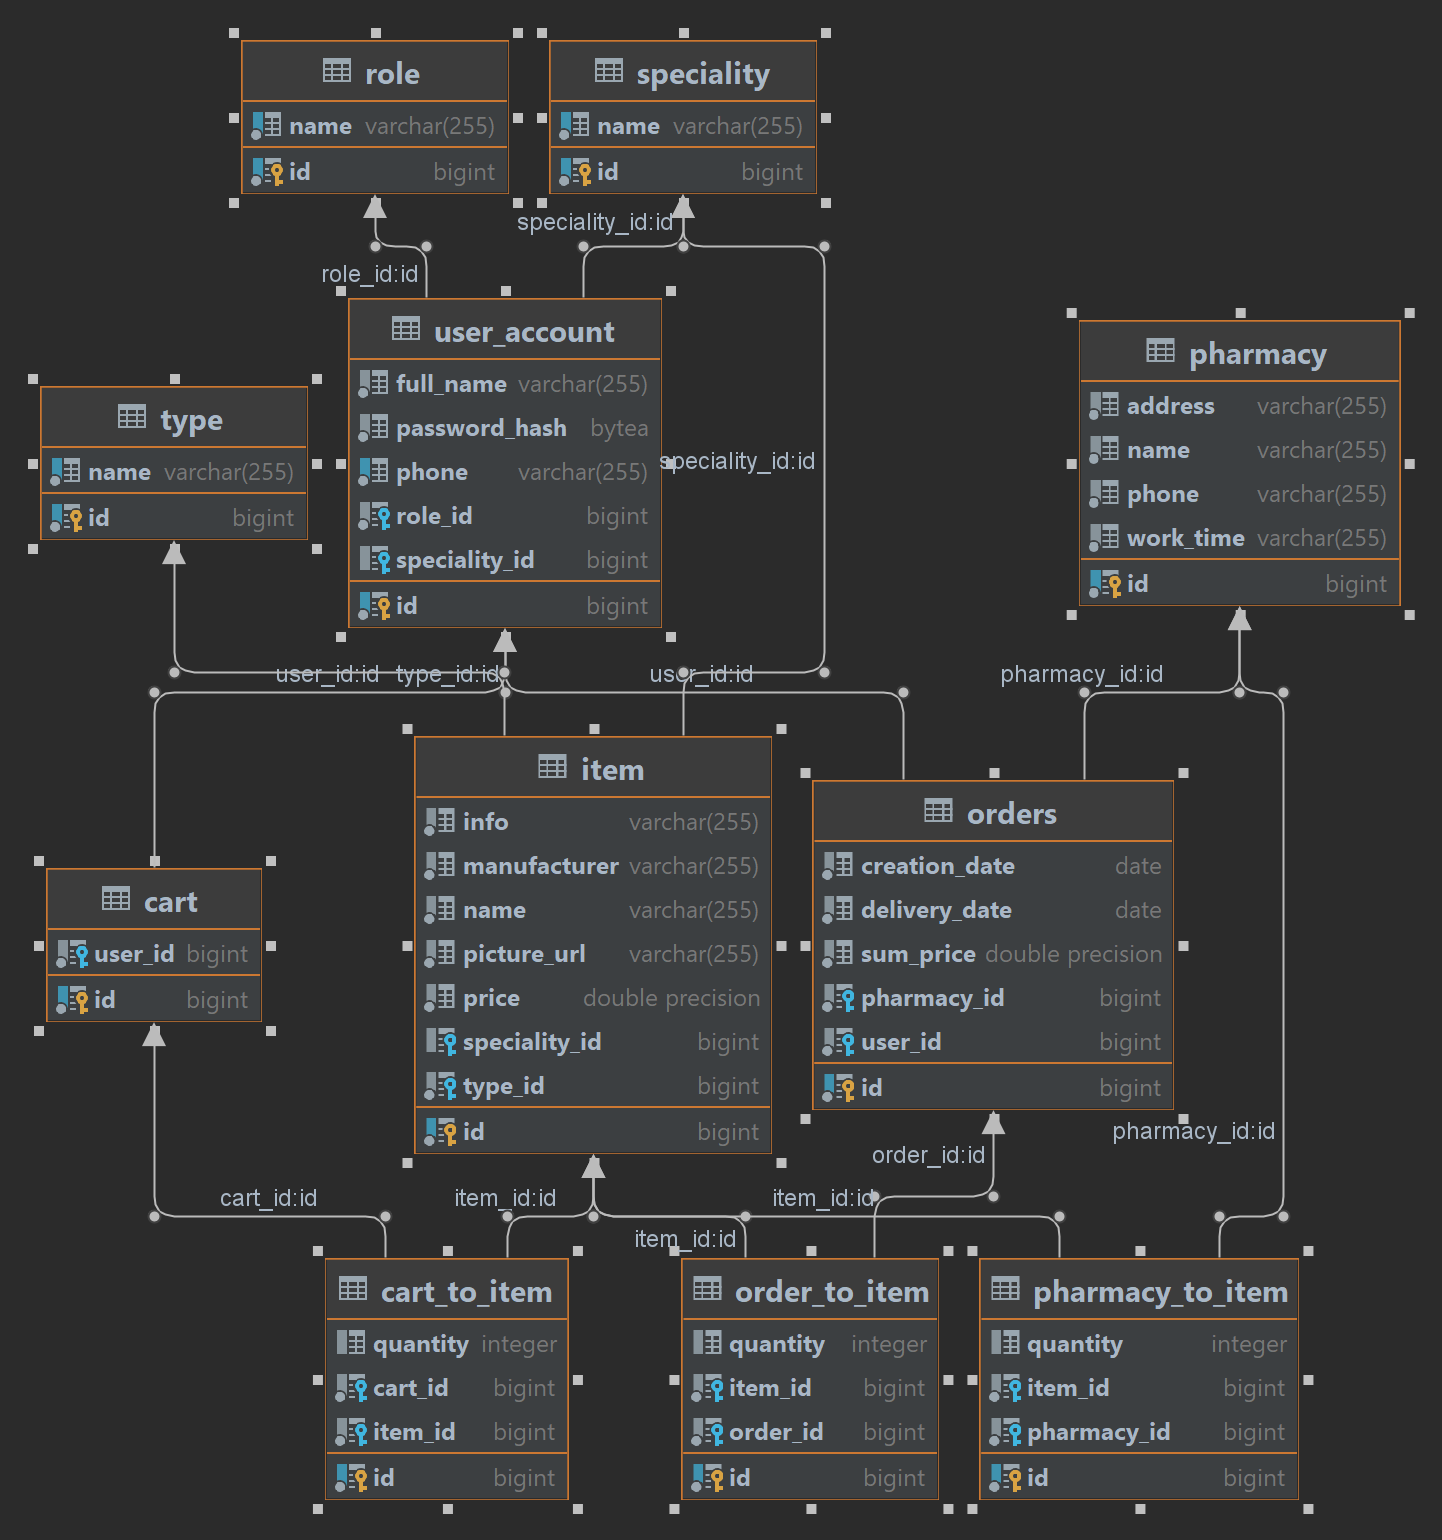 role
name varchar(255)
id bigint
speciality
name varchar(255)
id bigint
speciality_id:id
role_id:id
user_account
full_name varchar(255)
password_hash bytea
phone varchar(255)
role_id bigint
speciality_id bigint
id bigint
speciality_id:id
pharmacy
address varchar(255)
name varchar(255)
phone varchar(255)
work_time varchar(255)
id bigint
type
name varchar(255)
id bigint
user_id:id
type_id:id
user_id:id
pharmacy_id:id
item
info varchar(255)
manufacturer varchar(255)
name varchar(255)
picture_url varchar(255)
price double precision
speciality_id bigint
type_id bigint
id bigint
orders
creation_date date
delivery_date date
sum_price double precision
pharmacy_id bigint
user_id bigint
id bigint
cart
user_id bigint
id bigint
pharmacy_id:id
order_id:id
cart_id:id
item_id:id
item_id:id
item_id:id
cart_to_item
quantity integer
cart_id bigint
item_id bigint
id bigint
order_to_item
quantity integer
item_id bigint
order_id bigint
id bigint
pharmacy_to_item
quantity integer
item_id bigint
pharmacy_id bigint
id bigint